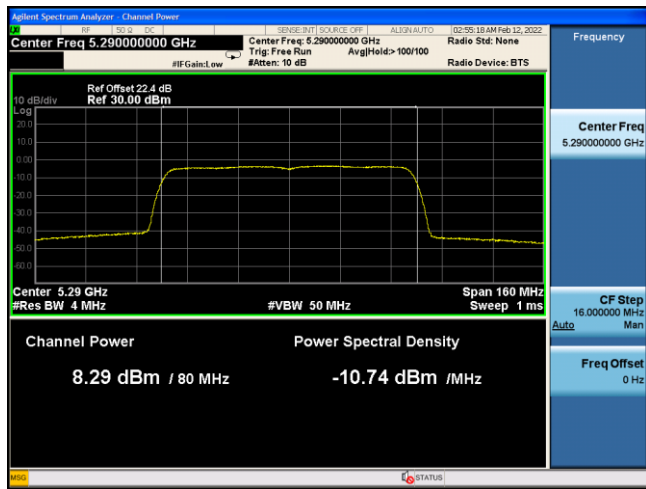 Agilent Spectrum Analyzer - Channel Power
RF 50 Ω DC SENSE:INT SOURCE OFF ALIGN AUTO 02:55:18 AM Feb 12, 2022
Center Freq 5.290000000 GHz
Center Freq: 5.290000000 GHz Radio Std: None
Trig: Free Run Avg|Hold:> 100/100
#IFGain:Low #Atten: 10 dB Radio Device: BTS
Frequency
Ref Offset 22.4 dB
10 dB/div Ref 30.00 dBm
Log
20.0
10.0
0.00
-10.0
-20.0
-30.0
-40.0
-50.0
-60.0
Center 5.29 GHz Span 160 MHz
#Res BW 4 MHz #VBW 50 MHz Sweep 1 ms
Channel Power Power Spectral Density
8.29 dBm / 80 MHz -10.74 dBm /MHz
Center Freq
5.290000000 GHz
CF Step
16.000000 MHz
Auto Man
Freq Offset
0 Hz
MSG STATUS